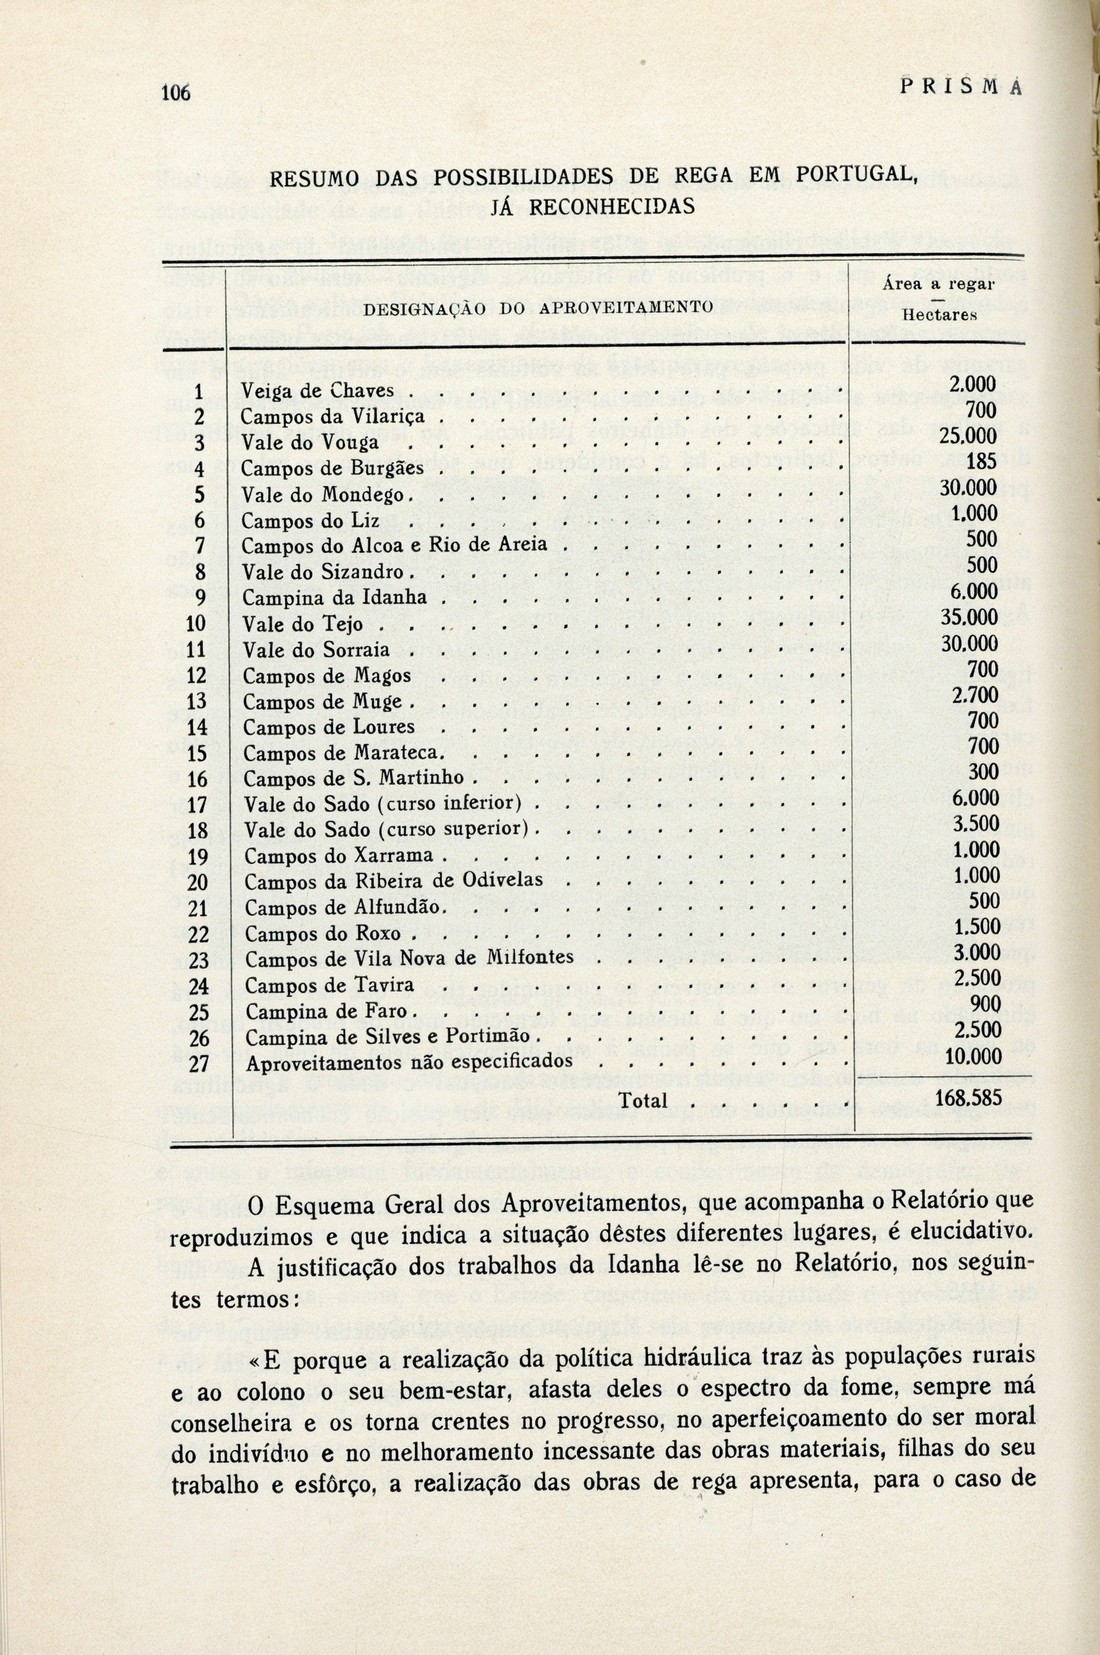 106 PRISMA
RESUMO DAS POSSIBILIDADES DE REGA EM PORTUGAL,
JÁ RECONHECIDAS
DESIGNAÇÃO DO APROVEITAMENTO Área a regar — Hectares
1 Veiga de Chaves . . . . . . . . . . . . . . . 2.000
2 Campos da Vilariça . . . . . . . . . . . . . . 700
3 Vale do Vouga . . . . . . . . . . . . . . . 25.000
4 Campos de Burgães . . . . . . . . . . . . . . 185
5 Vale do Mondego . . . . . . . . . . . . . . . 30.000
6 Campos do Liz . . . . . . . . . . . . . . . 1.000
7 Campos do Alcoa e Rio de Areia . . . . . . . . . . 500
8 Vale do Sizandro . . . . . . . . . . . . . . . 500
9 Campina da Idanha . . . . . . . . . . . . . . 6.000
10 Vale do Tejo . . . . . . . . . . . . . . . . 35.000
11 Vale do Sorraia . . . . . . . . . . . . . . . 30.000
12 Campos de Magos . . . . . . . . . . . . . . 700
13 Campos de Muge . . . . . . . . . . . . . . . 2.700
14 Campos de Loures . . . . . . . . . . . . . . 700
15 Campos de Marateca . . . . . . . . . . . . . . 700
16 Campos de S. Martinho . . . . . . . . . . . . . 300
17 Vale do Sado (curso inferior) . . . . . . . . . . . 6.000
18 Vale do Sado (curso superior) . . . . . . . . . . . 3.500
19 Campos do Xarrama . . . . . . . . . . . . . . 1.000
20 Campos da Ribeira de Odivelas . . . . . . . . . . 1.000
21 Campos de Alfundão . . . . . . . . . . . . . . 500
22 Campos do Roxo . . . . . . . . . . . . . . . 1.500
23 Campos de Vila Nova de Milfontes . . . . . . . . . 3.000
24 Campos de Tavira . . . . . . . . . . . . . . 2.500
25 Campina de Faro . . . . . . . . . . . . . . . 900
26 Campina de Silves e Portimão . . . . . . . . . . . 2.500
27 Aproveitamentos não especificados . . . . . . . . . 10.000
Total . . . . . . 168.585
O Esquema Geral dos Aproveitamentos, que acompanha o Relatório que
reproduzimos e que indica a situação dêstes diferentes lugares, é elucidativo.
A justificação dos trabalhos da Idanha lê-se no Relatório, nos seguin-
tes termos:
«E porque a realização da política hidráulica traz às populações rurais
e ao colono o seu bem-estar, afasta deles o espectro da fome, sempre má
conselheira e os torna crentes no progresso, no aperfeiçoamento do ser moral
do indivíduo e no melhoramento incessante das obras materiais, filhas do seu
trabalho e esfôrço, a realização das obras de rega apresenta, para o caso de